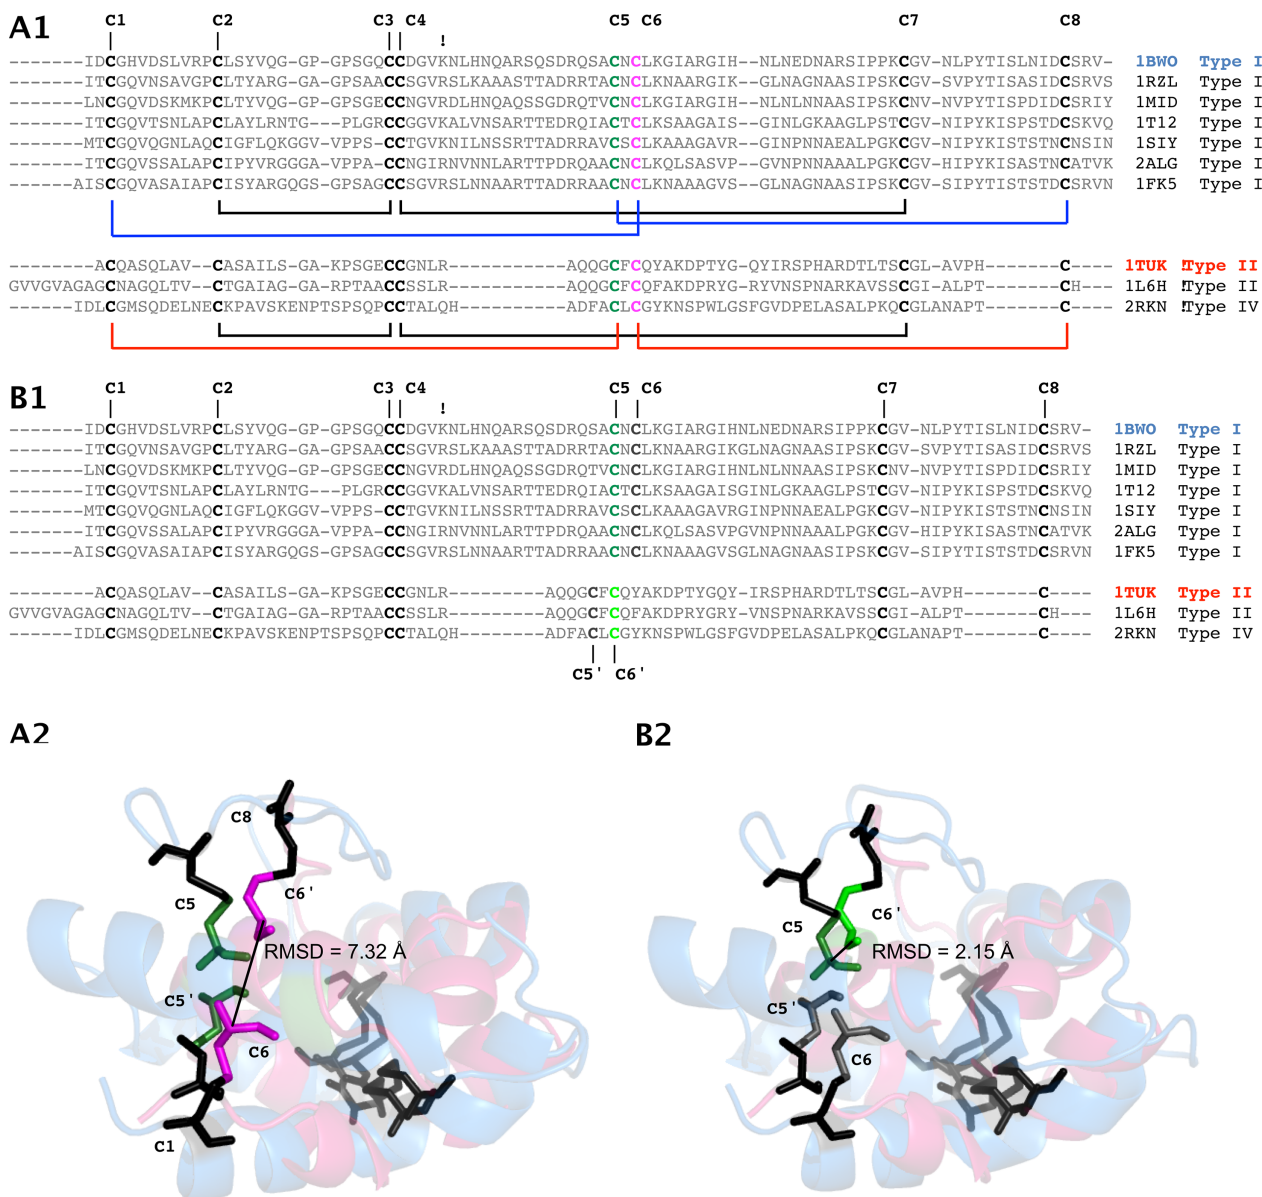 A1 C1 C2 C3 C4 C5 C6 C7 C8
!
-------IDCGHVDSLVRPCLSYVQG-GP-GPSGQCCDGVKNLHNQARSQSDRQSACNCLKGIARGIH--NLNEDNARSIPPKCGV-NLPYTISLNIDCSRV- 1BWO Type I
-------ITCGQVNSAVGPCLTYARG-GP-GPSAACCSGVRSLKAAASTTADRRTACNCLKNAARGIK--GLNAGNAASIPSKCGV-SVPYTISASIDCSRVS 1RZL Type I
-------LNCGQVDSKMKPCLTYVQG-GP-GPSGECCNGVRDLHNQAQSSGDRQTVCNCLKGIARGIH--NLNLNNAASIPSKCNV-NVPYTISPDIDCSRIY 1MID Type I
-------ITCGQVTSNLAPCLAYLRNTG---PLGRCCGGVKALVNSARTTEDRQIACTCLKSAAGAIS--GINLGKAAGLPSTCGV-NIPYKISPSTDCSKVQ 1T12 Type I
-------MTCGQVQGNLAQCIGFLQKGGV-VPPS-CCTGVKNILNSSRTTADRRAVCSCLKAAAGAVR--GINPNNAEALPGKCGV-NIPYKISTSTNCNSIN 1SIY Type I
-------ITCGQVSSALAPCIPYVRGGGA-VPPA-CCNGIRNVNNLARTTPDRQAACNCLKQLSASVP--GVNPNNAAALPGKCGV-HIPYKISASTNCATVK 2ALG Type I
------AISCGQVASAIAPCISYARGQGS-GPSAGCCSGVRSLNNAARTTADRRAACNCLKNAAAGVS--GLNAGNAASIPSKCGV-SIPYTISTSTDCSRVN 1FK5 Type I
--------ACQASQLAV--CASAILS-GA-KPSGECCGNLR----------AQQGCFCQYAKDPTYG-QYIRSPHARDTLTSCGL-AVPH------C------ 1TUK !Type II
GVVGVAGAGCNAGQLTV--CTGAIAG-GA-RPTAACCSSLR----------AQQGCFCQFAKDPRYG-RYVNSPNARKAVSSCGI-ALPT------CH----- 1L6H !Type II
------IDLCGMSQDELNECKPAVSKENPTSPSQPCCTALQH---------ADFACLCGYKNSPWLGSFGVDPELASALPKQCGLANAPT------C------ 2RKN !Type IV
B1 C1 C2 C3 C4 C5 C6 C7 C8
!
-------IDCGHVDSLVRPCLSYVQG-GP-GPSGQCCDGVKNLHNQARSQSDRQSACNCLKGIARGIHNLNEDNARSIPPKCGV-NLPYTISLNIDCSRV- 1BWO Type I
-------ITCGQVNSAVGPCLTYARG-GP-GPSAACCSGVRSLKAAASTTADRRTACNCLKNAARGIKGLNAGNAASIPSKCGV-SVPYTISASIDCSRVS 1RZL Type I
-------LNCGQVDSKMKPCLTYVQG-GP-GPSGECCNGVRDLHNQAQSSGDRQTVCNCLKGIARGIHNLNLNNAASIPSKCNV-NVPYTISPDIDCSRIY 1MID Type I
-------ITCGQVTSNLAPCLAYLRNTG---PLGRCCGGVKALVNSARTTEDRQIACTCLKSAAGAISGINLGKAAGLPSTCGV-NIPYKISPSTDCSKVQ 1T12 Type I
-------MTCGQVQGNLAQCIGFLQKGGV-VPPS-CCTGVKNILNSSRTTADRRAVCSCLKAAAGAVRGINPNNAEALPGKCGV-NIPYKISTSTNCNSIN 1SIY Type I
-------ITCGQVSSALAPCIPYVRGGGA-VPPA-CCNGIRNVNNLARTTPDRQAACNCLKQLSASVPGVNPNNAAALPGKCGV-HIPYKISASTNCATVK 2ALG Type I
------AISCGQVASAIAPCISYARGQGS-GPSAGCCSGVRSLNNAARTTADRRAACNCLKNAAAGVSGLNAGNAASIPSKCGV-SIPYTISTSTDCSRVN 1FK5 Type I
--------ACQASQLAV--CASAILS-GA-KPSGECCGNLR--------AQQGCFCQYAKDPTYGQY-IRSPHARDTLTSCGL-AVPH------C---- 1TUK Type II
GVVGVAGAGCNAGQLTV--CTGAIAG-GA-RPTAACCSSLR--------AQQGCFCQFAKDPRYGRY-VNSPNARKAVSSCGI-ALPT------CH--- 1L6H Type II
------IDLCGMSQDELNECKPAVSKENPTSPSQPCCTALQH-------ADFACLCGYKNSPWLGSFGVDPELASALPKQCGLANAPT------C---- 2RKN Type IV
C5' C6'
A2
C8
C5 C6'
RMSD = 7.32 Å
C5'
C6
C1
B2
C5 C6'
RMSD = 2.15 Å
C5'
C6